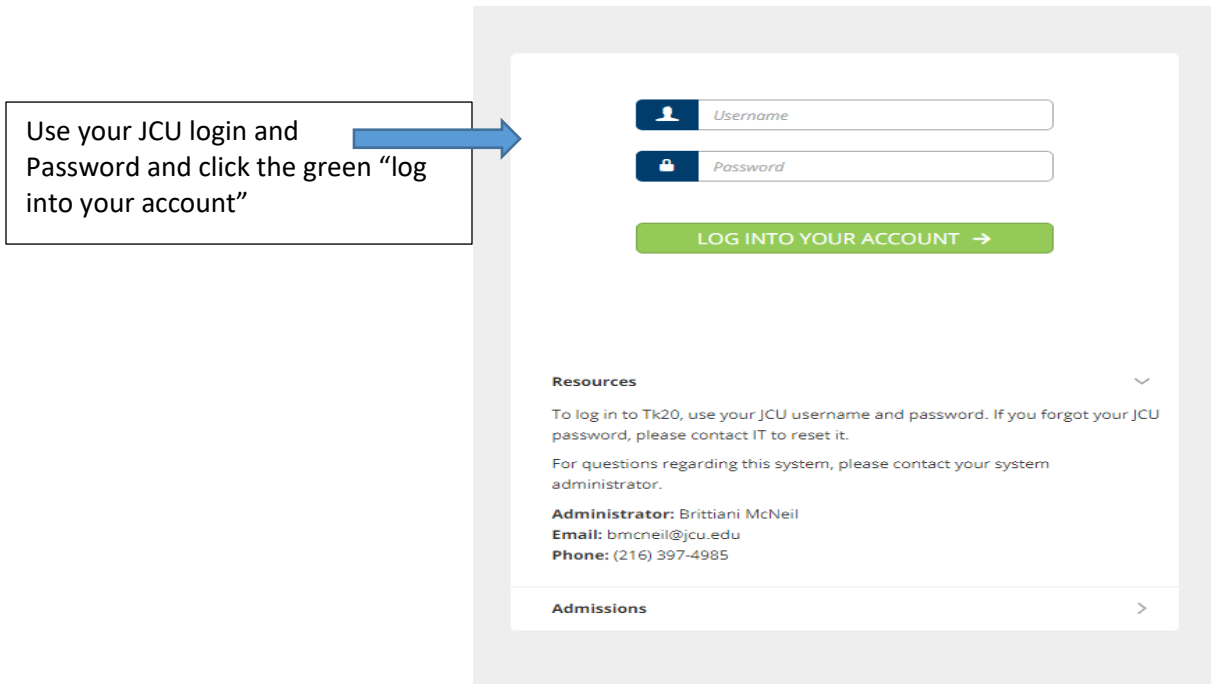 Use your JCU login and
Password and click the green “log
into your account”
Username
Password
LOG INTO YOUR ACCOUNT →
Resources
To log in to Tk20, use your JCU username and password. If you forgot your JCU
password, please contact IT to reset it.
For questions regarding this system, please contact your system
administrator.
Administrator: Brittiani McNeil
Email: bmcneil@jcu.edu
Phone: (216) 397-4985
Admissions